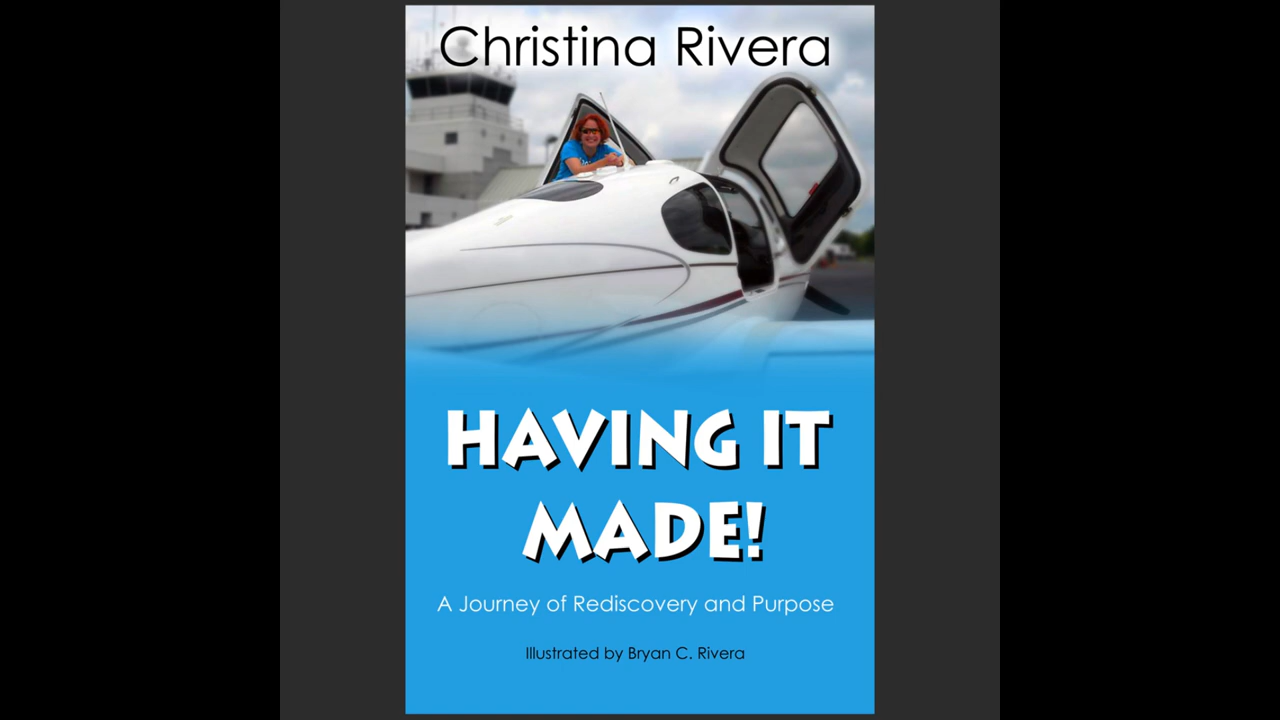 Christina Rivera
HAVING IT
MADE!
A Journey of Rediscovery and Purpose
Illustrated by Bryan C. Rivera